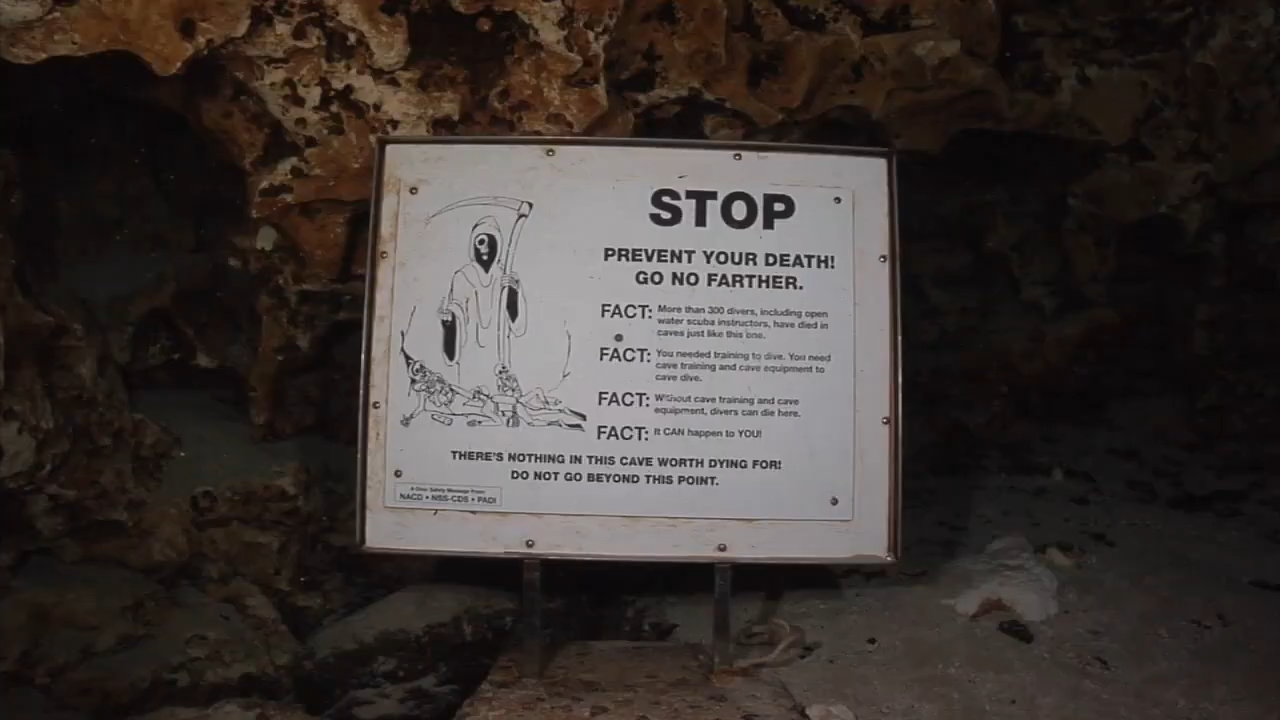 STOP
PREVENT YOUR DEATH!
GO NO FARTHER.
FACT: More than 300 divers, including open
water scuba instructors, have died in
caves just like this one.
FACT: You needed training to dive. You need
cave training and cave equipment to
cave dive.
FACT: Without cave training and cave
equipment, divers can die here.
FACT: It CAN happen to YOU!
THERE'S NOTHING IN THIS CAVE WORTH DYING FOR!
DO NOT GO BEYOND THIS POINT.
A Diver Safety Message From:
NACD • NSS-CDS • PADI